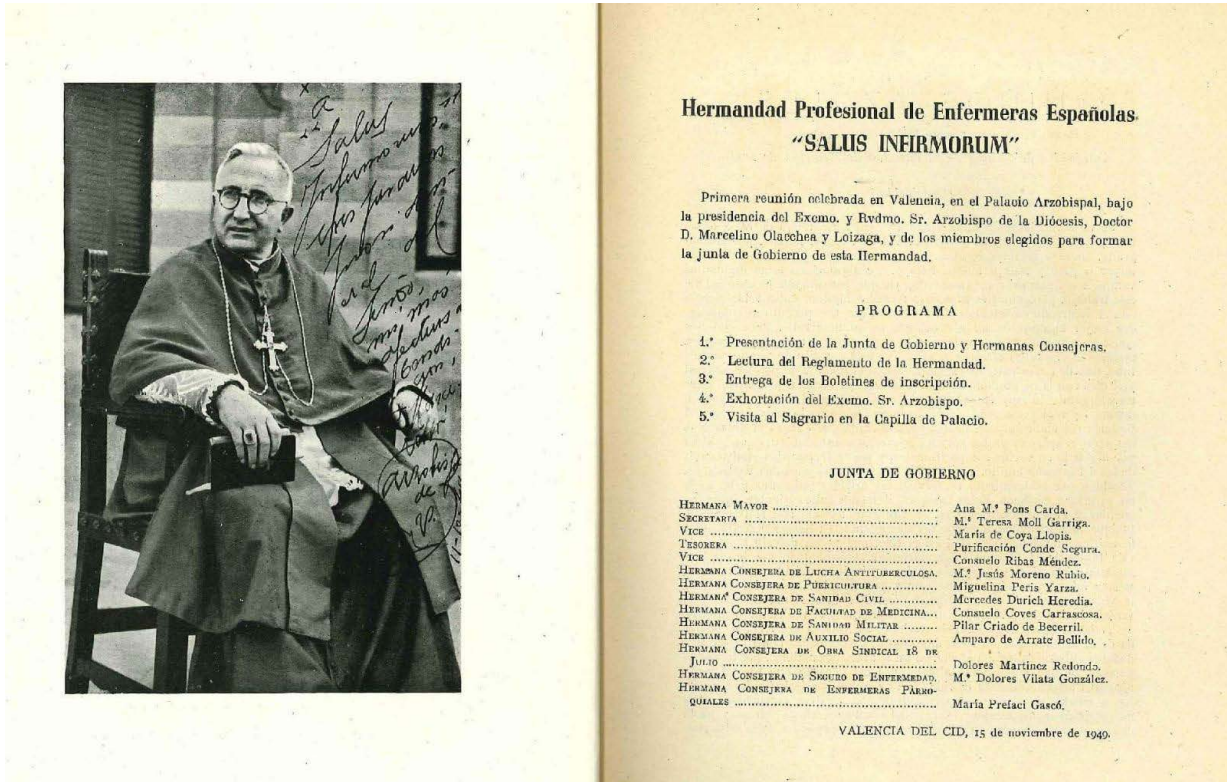 x
a
Salus
Infirmorum
el
Arzobis
de
Hermandad Profesional de Enfermeras Españolas
"SALUS INFIRMORUM"
Primera reunión celebrada en Valencia, en el Palacio Arzobispal, bajo
la presidencia del Excmo. y Rvdmo. Sr. Arzobispo de la Diócesis, Doctor
D. Marcelino Olaechea y Loizaga, y de los miembros elegidos para formar
la junta de Gobierno de esta Hermandad.
PROGRAMA
1.º Presentación de la Junta de Gobierno y Hermanas Consejeras.
2.º Lectura del Reglamento de la Hermandad.
3.º Entrega de los Boletines de inscripción.
4.º Exhortación del Excmo. Sr. Arzobispo.
5.º Visita al Sagrario en la Capilla de Palacio.
JUNTA DE GOBIERNO
HERMANA MAYOR ........................................ Ana M.ª Pons Carda.
SECRETARIA ............................................. M.ª Teresa Moll Garriga.
VICE ..................................................... María de Coya Llopis.
TESORERA ................................................ Purificación Conde Segura.
VICE ..................................................... Consuelo Ribas Méndez.
HERMANA CONSEJERA DE LUCHA ANTITUBERCULOSA. M.ª Jesús Moreno Rubio.
HERMANA CONSEJERA DE PUERICULTURA .............. Miguelina Peris Yarza.
HERMANA CONSEJERA DE SANIDAD CIVIL ............ Mercedes Durich Heredia.
HERMANA CONSEJERA DE FACULTAD DE MEDICINA... Consuelo Coves Carrascosa.
HERMANA CONSEJERA DE SANIDAD MILITAR ......... Pilar Criado de Becerril.
HERMANA CONSEJERA DE AUXILIO SOCIAL ............ Amparo de Arrate Bellido.
HERMANA CONSEJERA DE OBRA SINDICAL 18 DE
JULIO .................................................... Dolores Martínez Redondo.
HERMANA CONSEJERA DE SEGURO DE ENFERMEDAD. M.ª Dolores Vilata González.
HERMANA CONSEJERA DE ENFERMERAS PARRO-
QUIALES .................................................. María Prefaci Gascó.
VALENCIA DEL CID, 15 de noviembre de 1949.